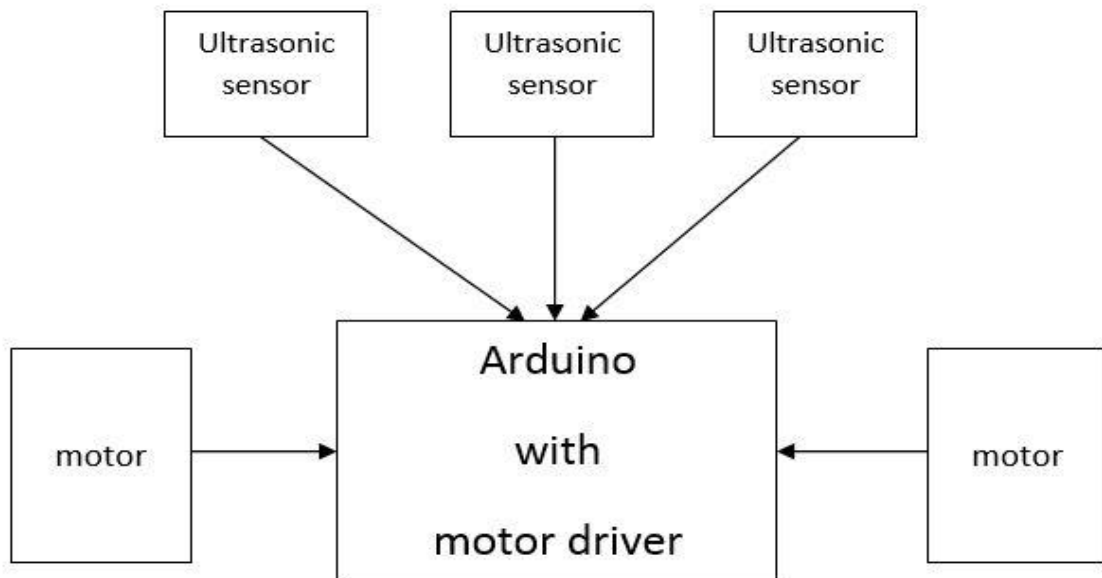 Ultrasonic
sensor
Ultrasonic
sensor
Ultrasonic
sensor
Arduino
with
motor driver
motor
motor